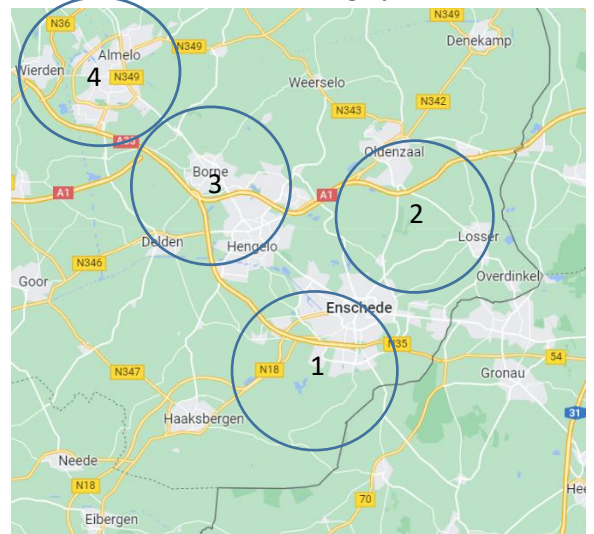 N36
N349
Almelo
N349
Denekamp
Wierden
4
N349
Weerselo
N342
N343
A35
Oldenzaal
Borne
3
A1
A1
2
Delden
Hengelo
Losser
N346
Overdinkel
Goor
Enschede
N35
1
54
N347
N18
Gronau
31
Haaksbergen
Neede
N18
Hee
70
Eibergen